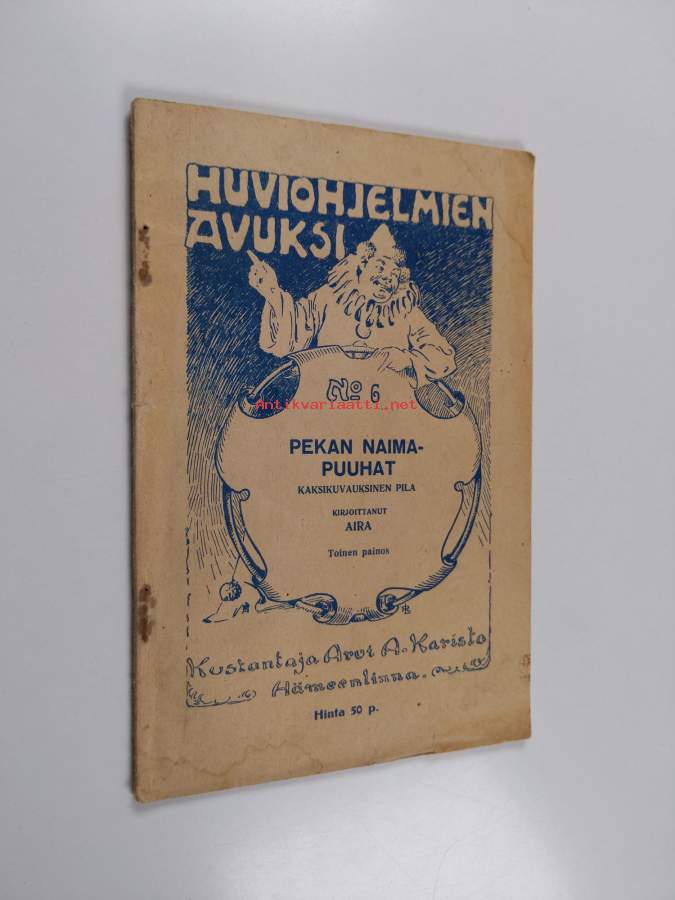 HUVIOHJELMIEN
AVUKSI
No 6
Antikvariaatti.net
PEKAN NAIMA-
PUUHAT
KAKSIKUVAUKSINEN PILA
KIRJOITTANUT
AIRA
Toinen painos
Kustantaja Arvi A. Karisto
Hämeenlinna.
Hinta 50 p.